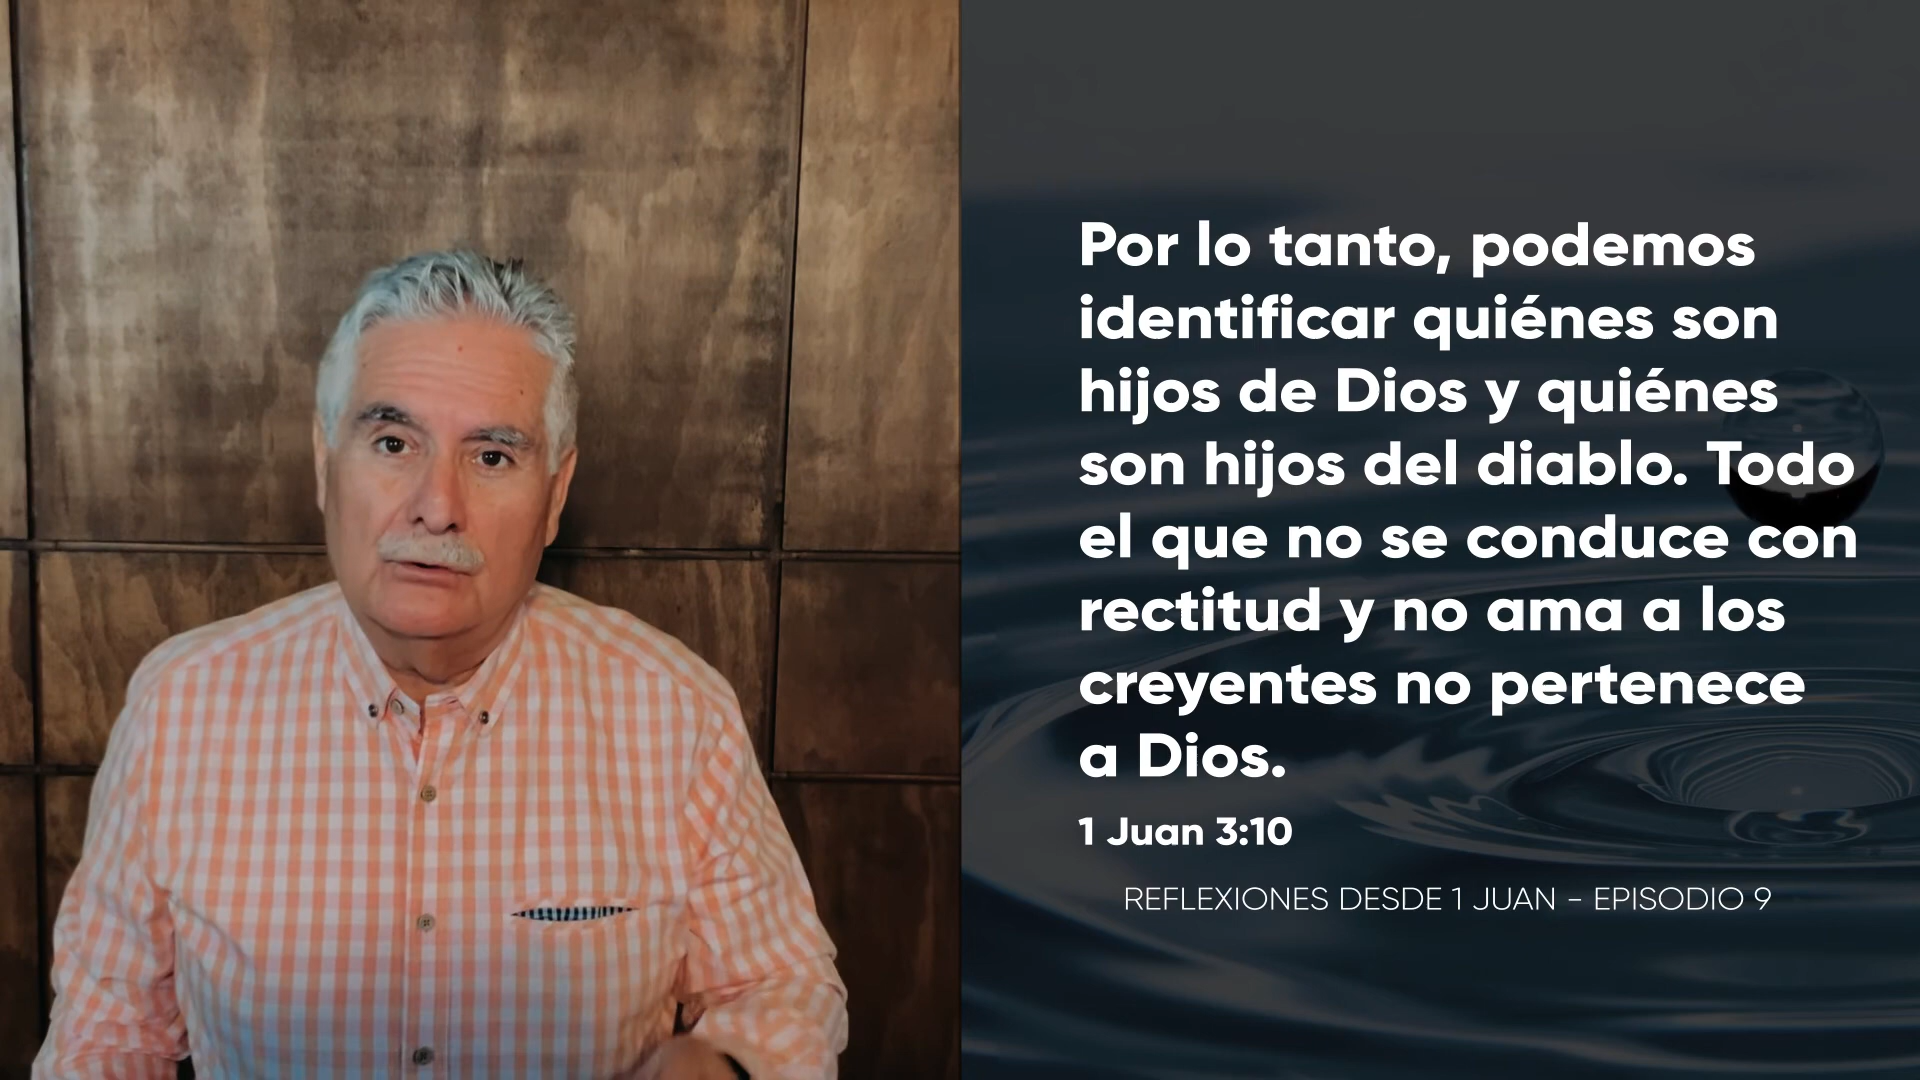 Por lo tanto, podemos
identificar quiénes son
hijos de Dios y quiénes
son hijos del diablo. Todo
el que no se conduce con
rectitud y no ama a los
creyentes no pertenece
a Dios.
1 Juan 3:10
REFLEXIONES DESDE 1 JUAN - EPISODIO 9